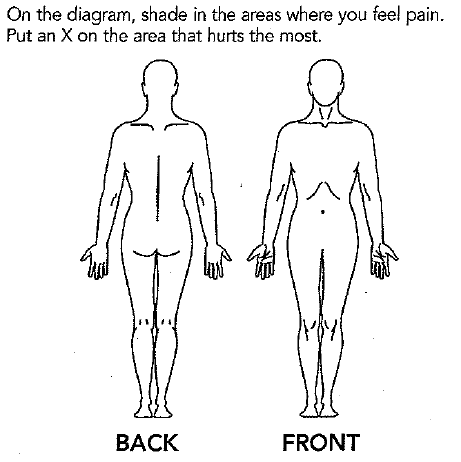 On the diagram, shade in the areas where you feel pain.
Put an X on the area that hurts the most.
BACK FRONT